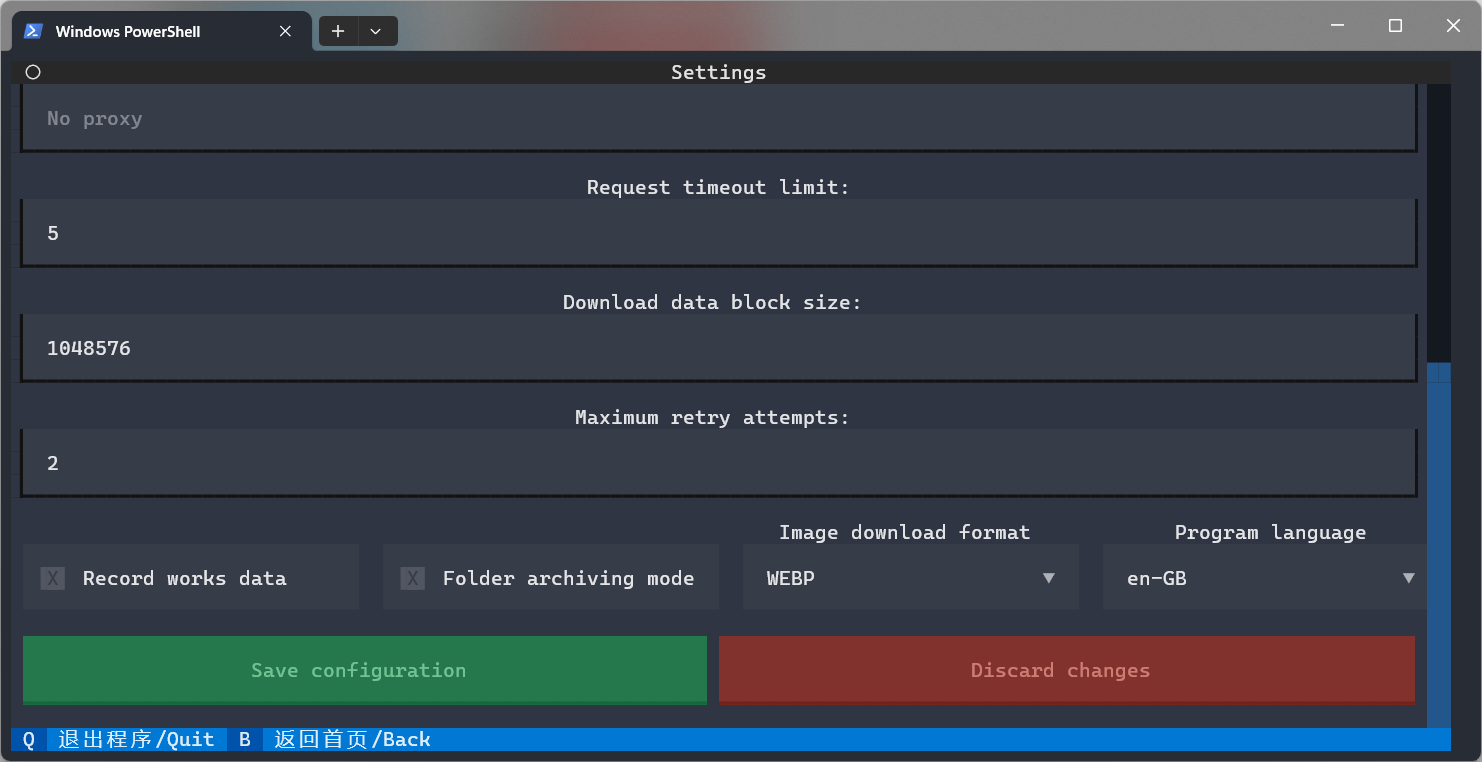 Windows PowerShell
Settings
No proxy
Request timeout limit:
5
Download data block size:
1048576
Maximum retry attempts:
2
Image download format
Program language
X Record works data
X Folder archiving mode
WEBP
en-GB
Save configuration
Discard changes
Q 退出程序/Quit B 返回首页/Back